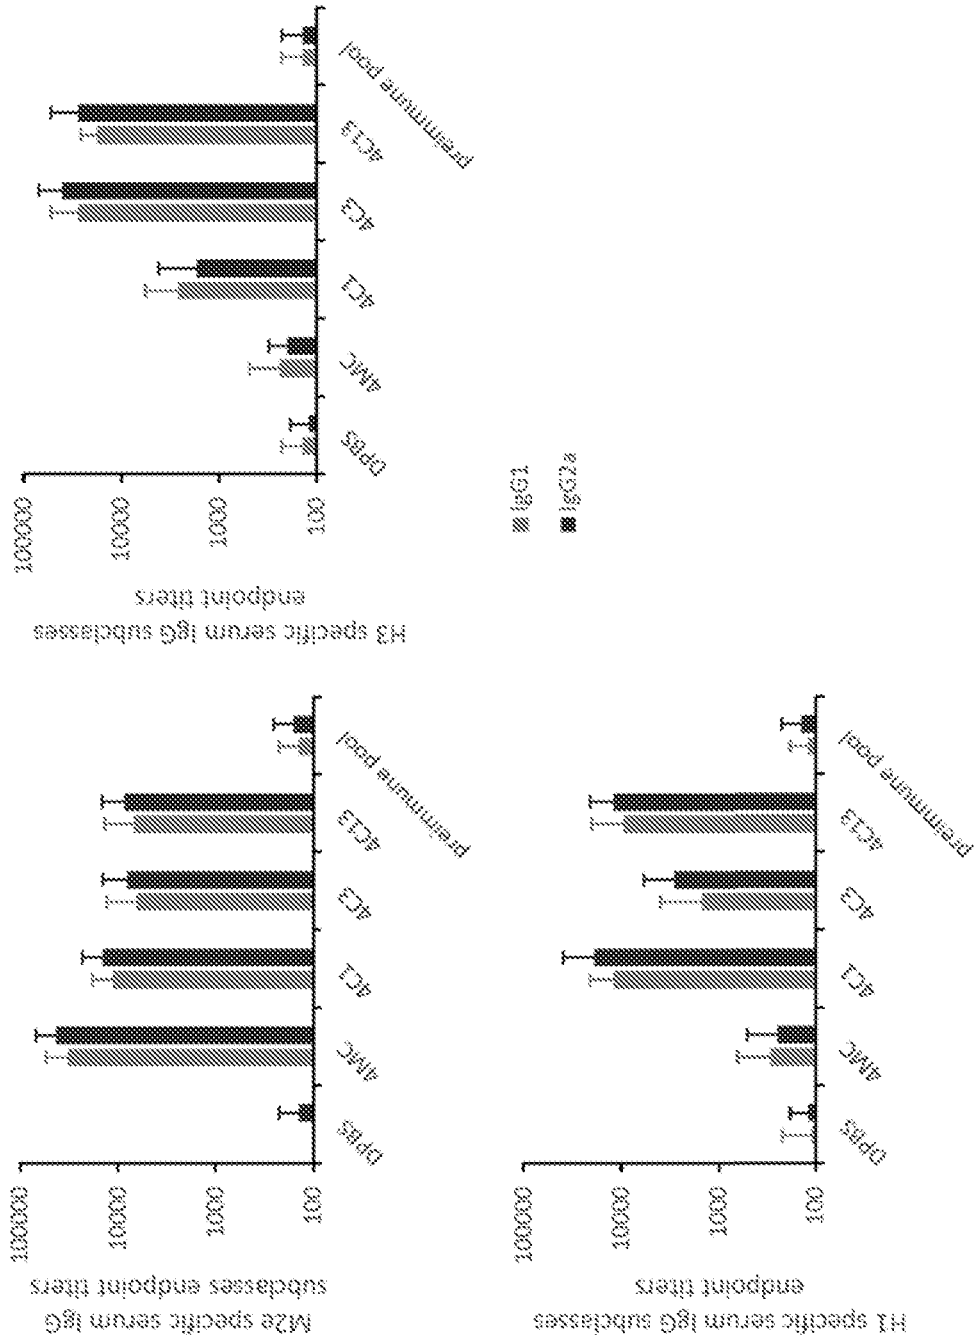 M2e specific serum IgG
subclasses endpoint titers
100000
10000
1000
100
DPBS
4MC
4C1
4C3
4C13
preimmune pool
H3 specific serum IgG subclasses
endpoint titers
100000
10000
1000
100
DPBS
4MC
4C1
4C3
4C13
preimmune pool
H1 specific serum IgG subclasses
endpoint titers
100000
10000
1000
100
DPBS
4MC
4C1
4C3
4C13
preimmune pool
IgG1
IgG2a